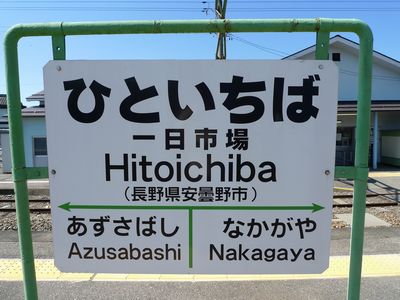 ひといちば
一日市場
Hitoichiba
(長野県安曇野市)
あずさばし なかがや
Azusabashi Nakagaya